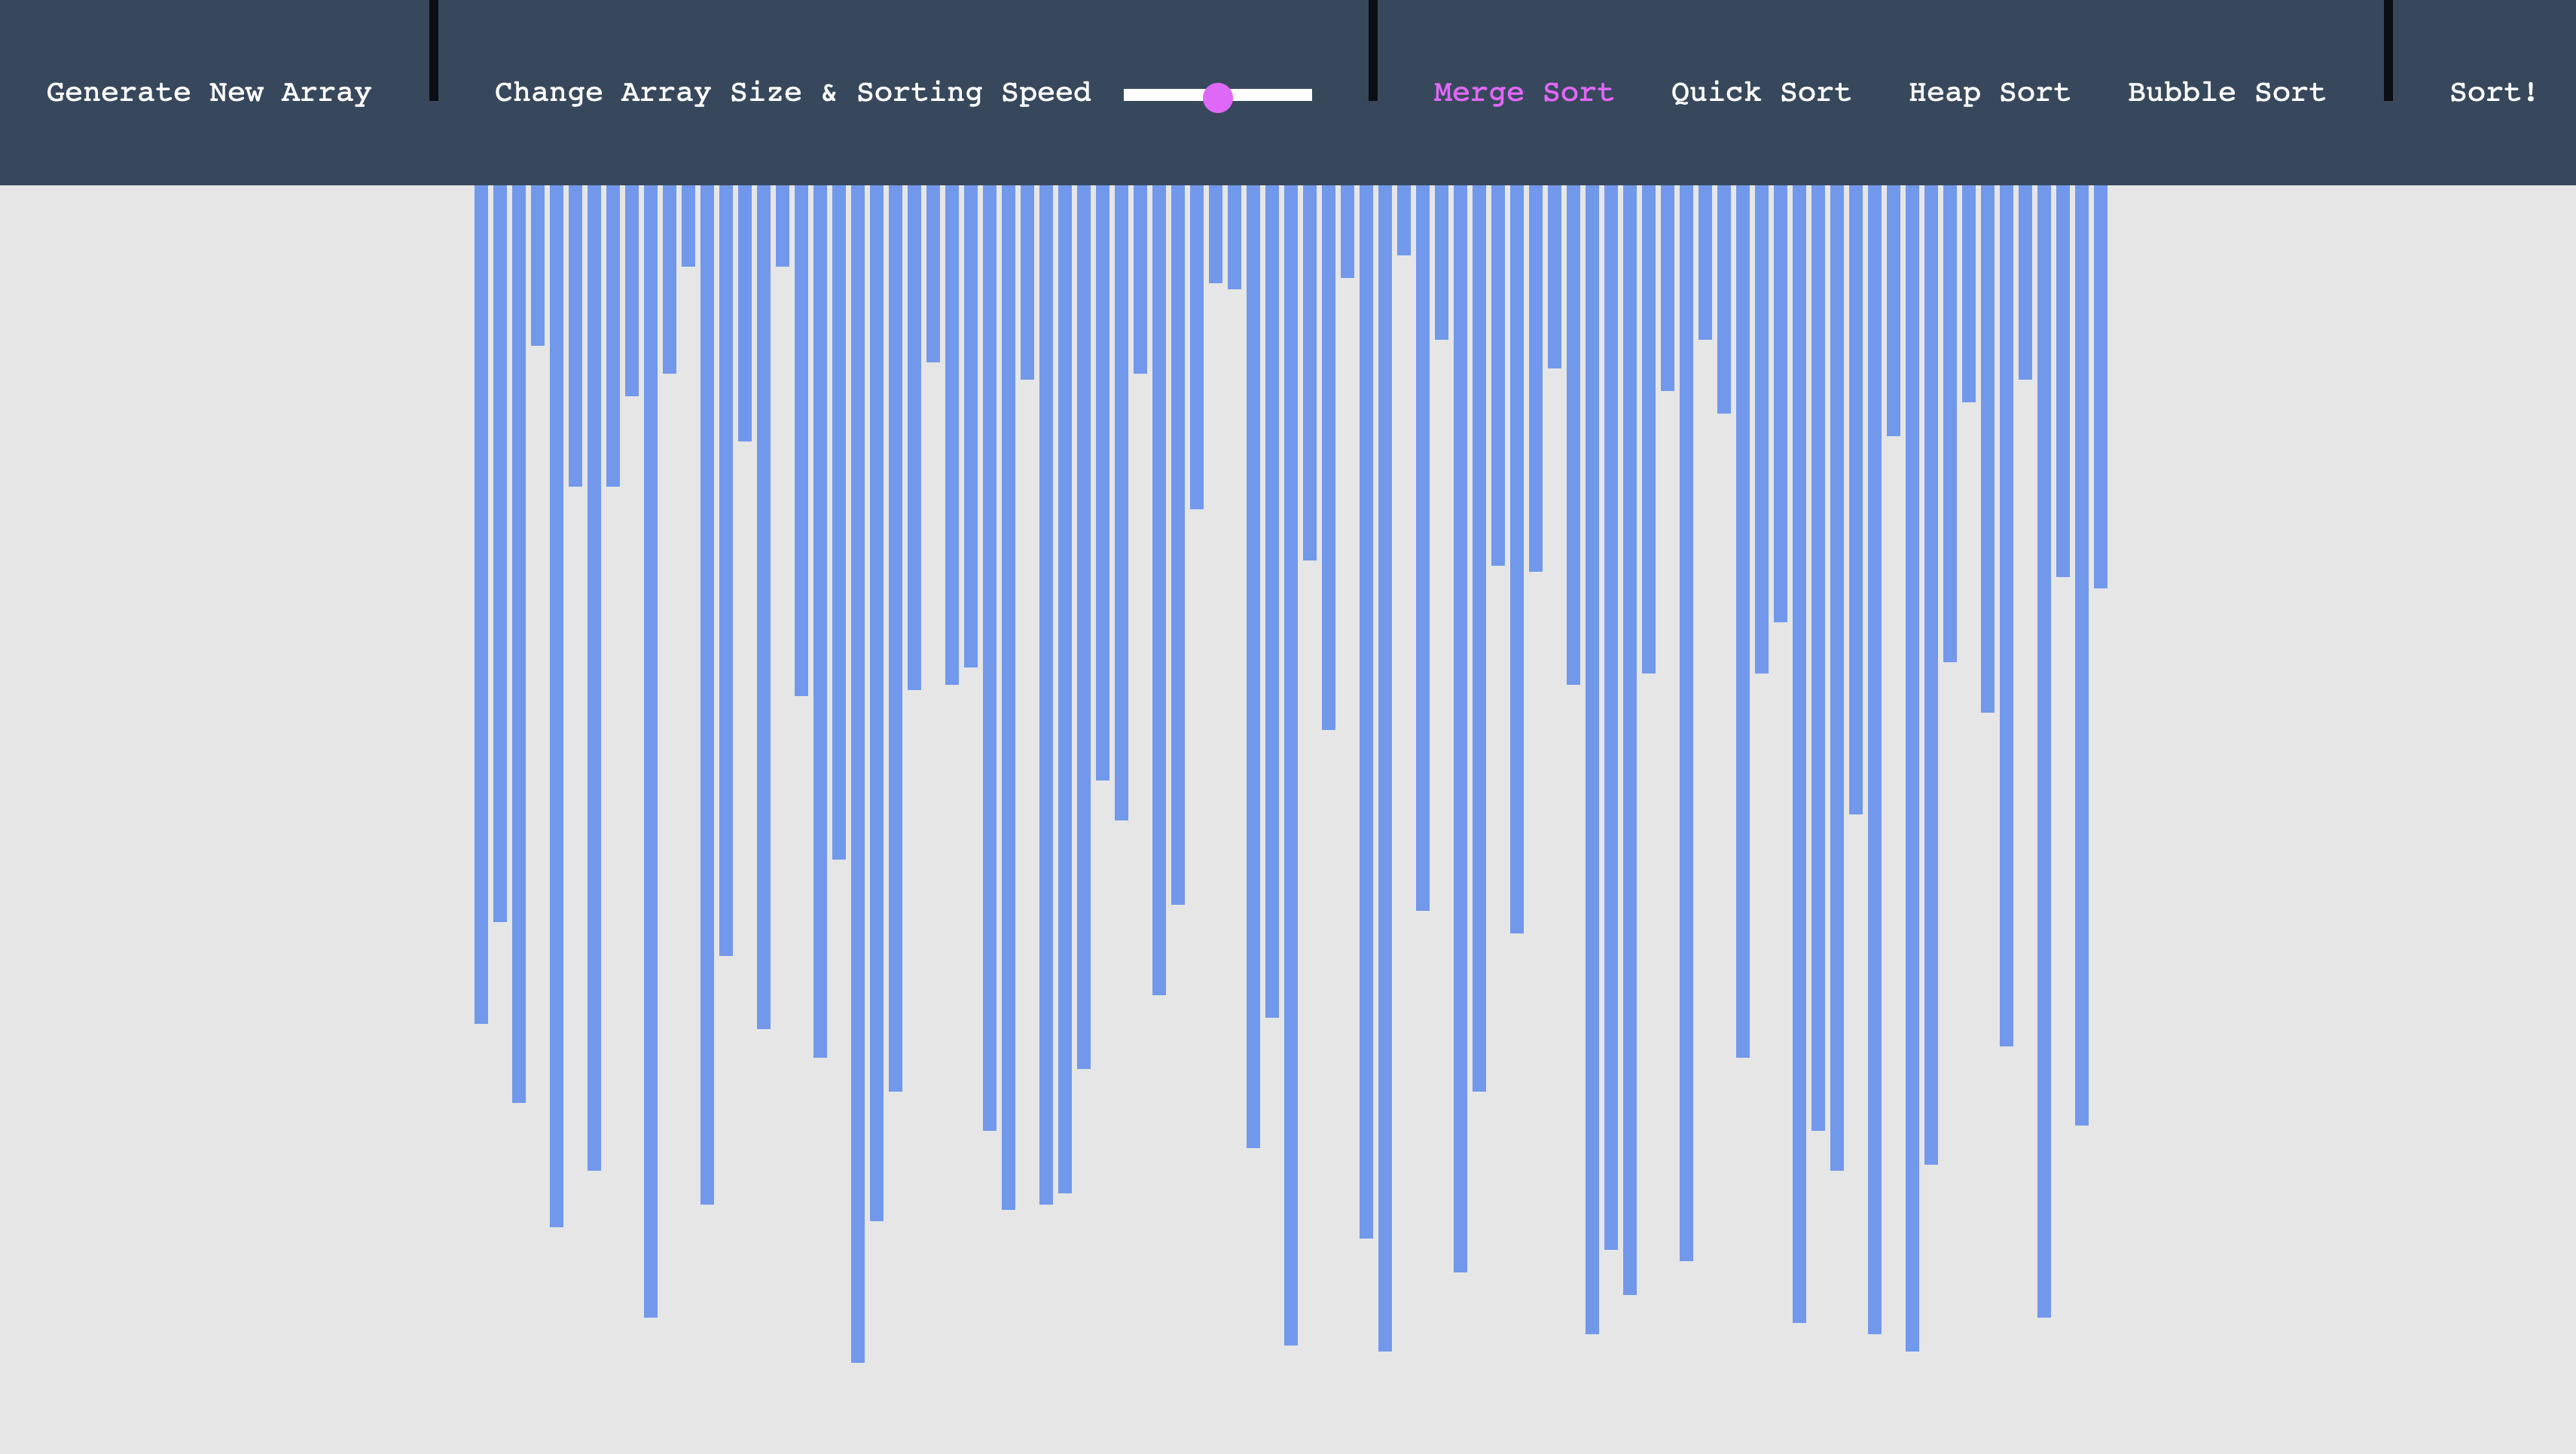 Generate New Array
Change Array Size & Sorting Speed
Merge Sort
Quick Sort
Heap Sort
Bubble Sort
Sort!